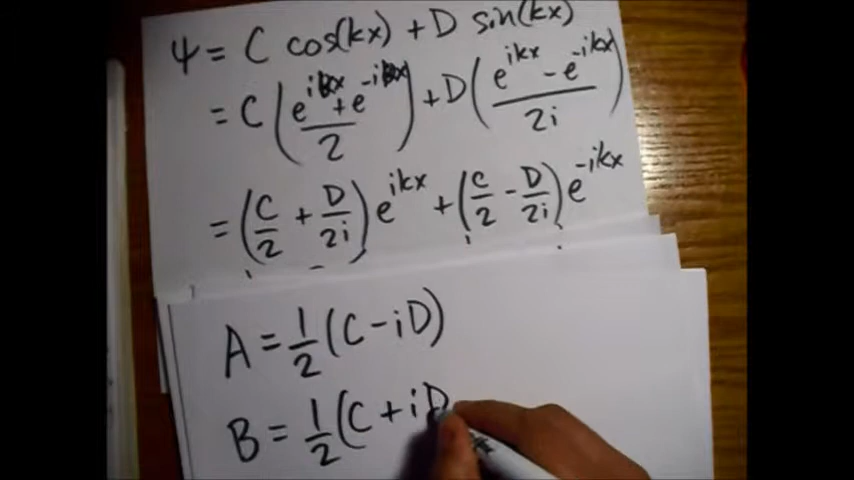 ψ = C cos(kx) + D sin(kx)
= C(e^{ikx} + e^{-ikx} / 2) + D(e^{ikx} - e^{-ikx} / 2i)
= (C/2 + D/2i) e^{ikx} + (C/2 - D/2i) e^{-ikx}
A = 1/2 (C - iD)
B = 1/2 (C + iD